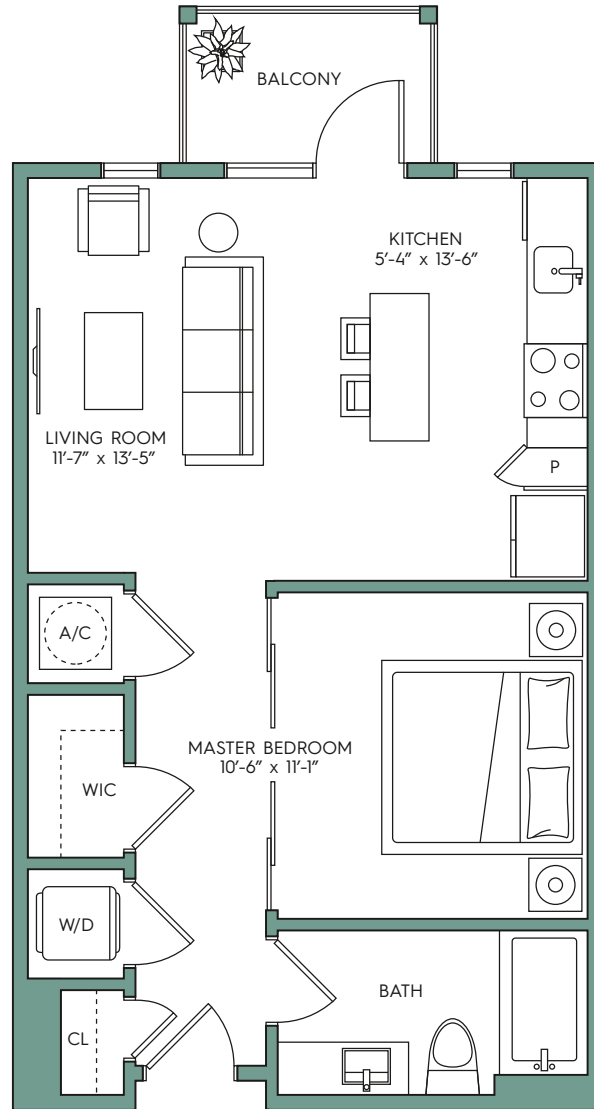 BALCONY
KITCHEN
5'-4" x 13'-6"
LIVING ROOM
11'-7" x 13'-5"
P
A/C
MASTER BEDROOM
10'-6" x 11'-1"
WIC
W/D
BATH
CL